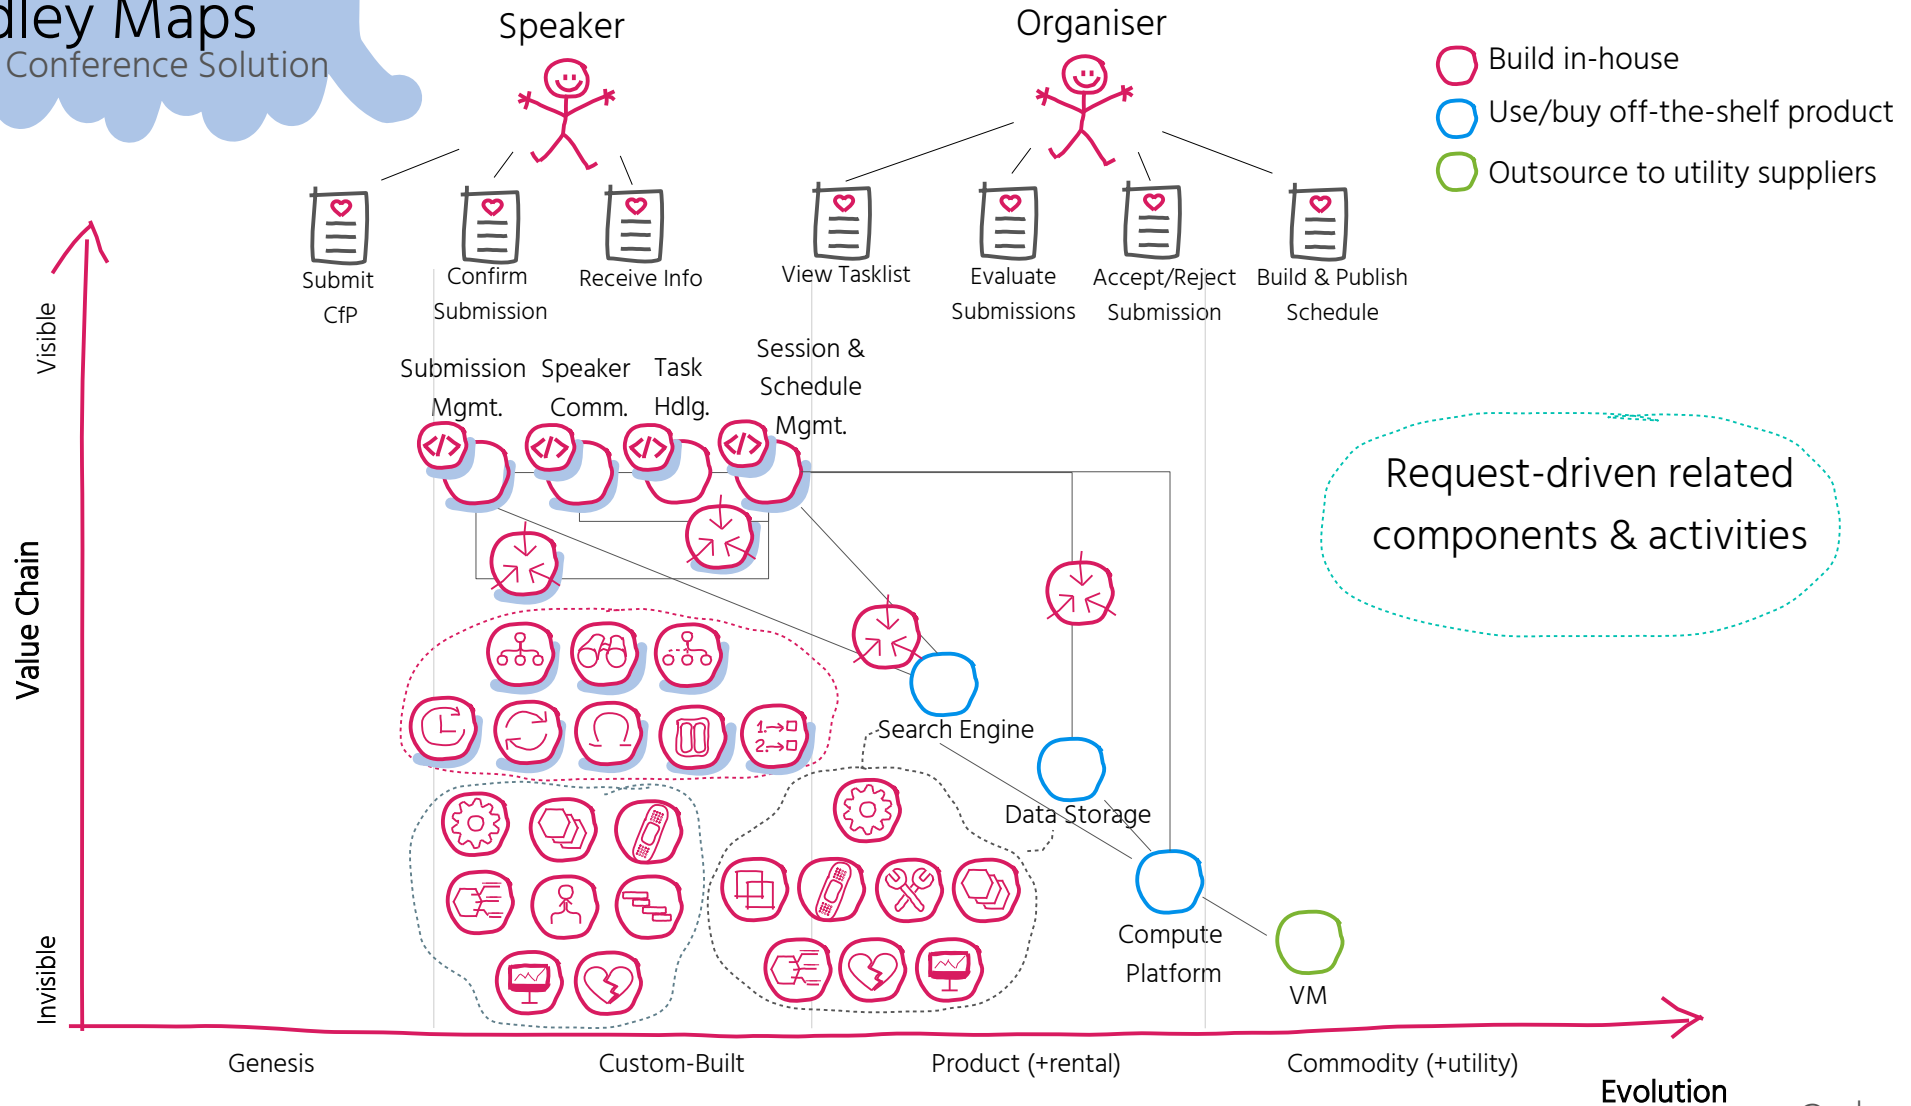 Maps
Conference Solution
Speaker
Organiser
Build in-house
Use/buy off-the-shelf product
Outsource to utility suppliers
Submit
CfP
Confirm
Submission
Receive Info
View Tasklist
Evaluate
Submissions
Accept/Reject
Submission
Build & Publish
Schedule
Visible
Value Chain
Invisible
Submission
Mgmt.
Speaker
Comm.
Task
Hdlg.
Session &
Schedule
Mgmt.
</>
</>
</>
</>
Request-driven related
components & activities
1.→□
2.→□
Search Engine
Data Storage
Compute
Platform
VM
Genesis
Custom-Built
Product (+rental)
Commodity (+utility)
Evolution